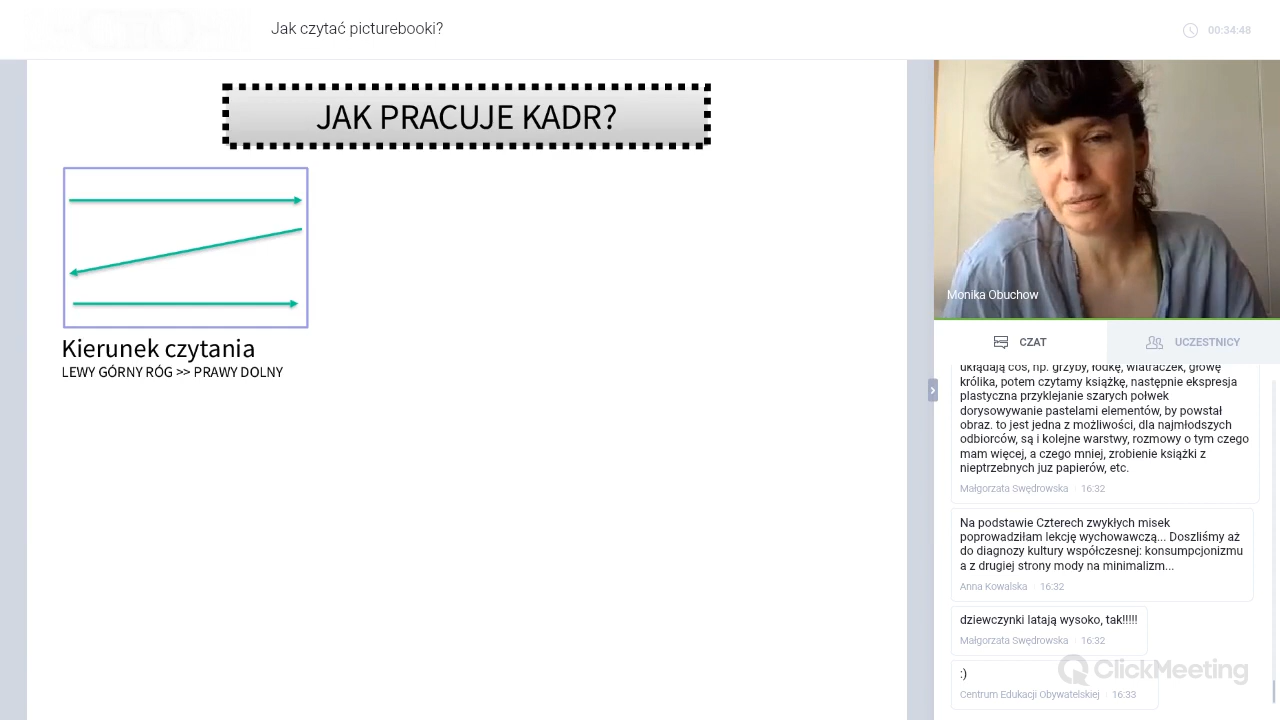 Jak czytać picturebooki?
00:34:48
JAK PRACUJE KADR?
Kierunek czytania
LEWY GÓRNY RÓG >> PRAWY DOLNY
Monika Obuchow
CZAT
UCZESTNICY
układają coś, np. grzyby, łódkę, wiatraczek, głowę
królika, potem czytamy książkę, następnie ekspresja
plastyczna przyklejanie szarych połwek
dorysowywanie pastelami elementów, by powstał
obraz. to jest jedna z możliwości, dla najmłodszych
odbiorców, są i kolejne warstwy, rozmowy o tym czego
mam więcej, a czego mniej, zrobienie książki z
nieptrzebnych juz papierów, etc.
Małgorzata Swędrowska · 16:32
Na podstawie Czterech zwykłych misek
poprowadziłam lekcję wychowawczą... Doszliśmy aż
do diagnozy kultury współczesnej: konsumpcjonizmu
a z drugiej strony mody na minimalizm...
Anna Kowalska · 16:32
dziewczynki latają wysoko, tak!!!!!
Małgorzata Swędrowska · 16:32
:)
Centrum Edukacji Obywatelskiej · 16:33
ClickMeeting